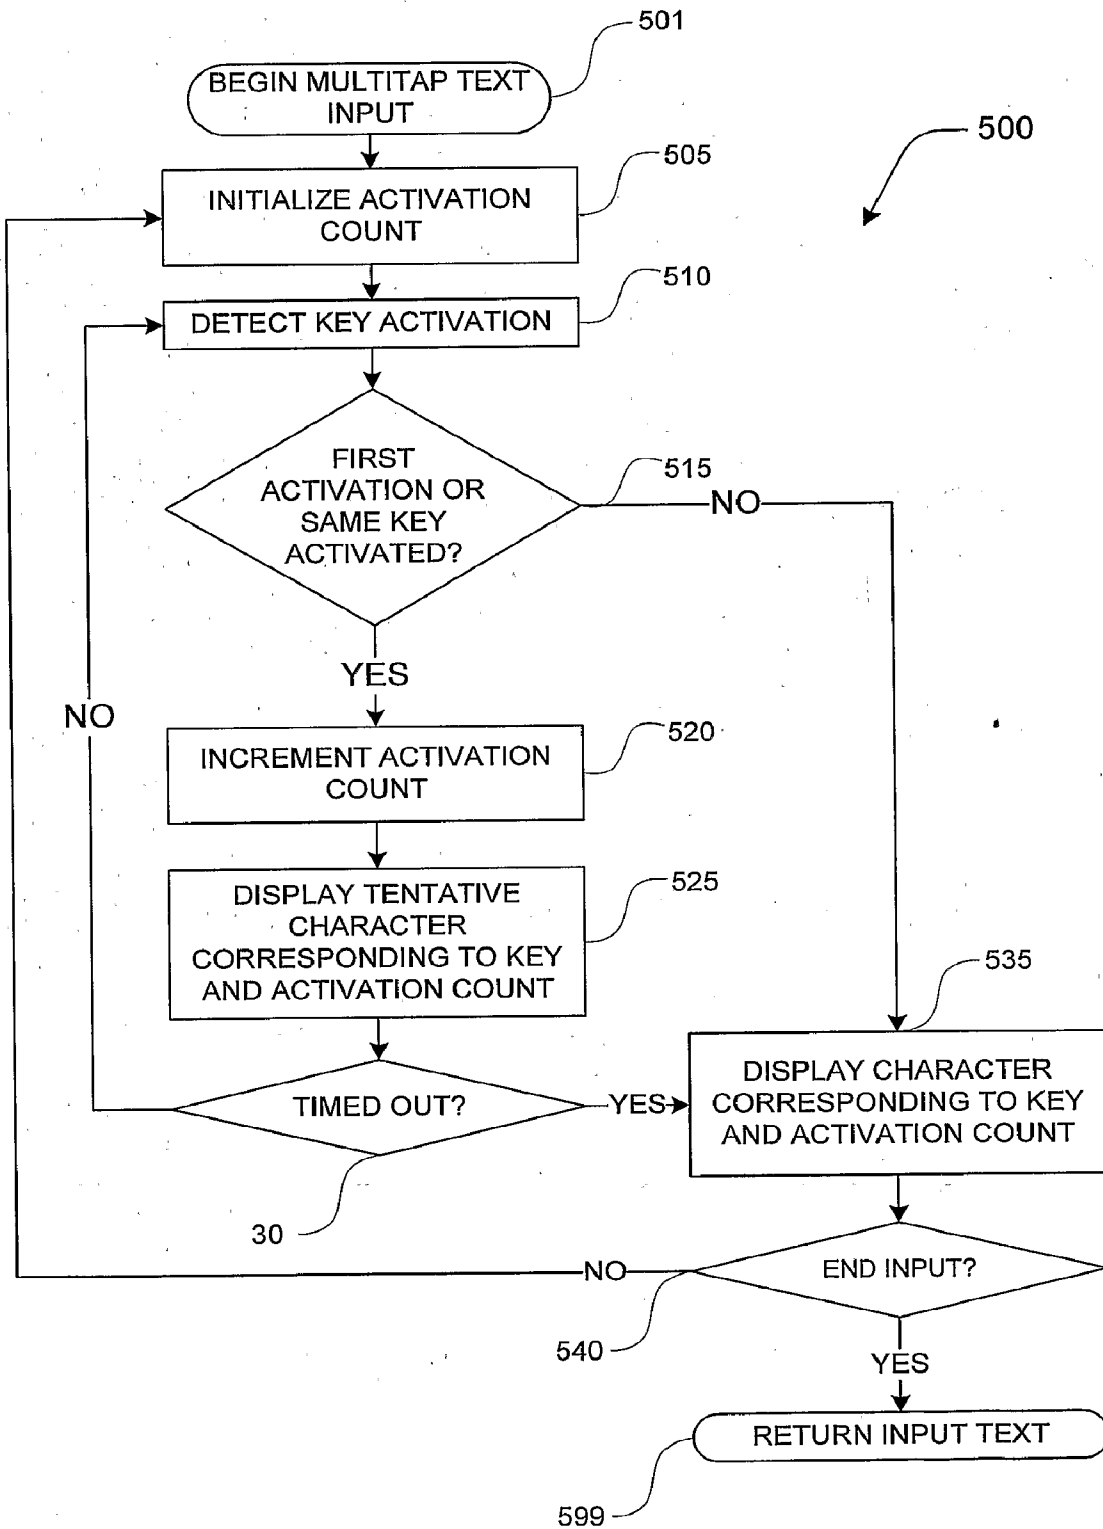 501
BEGIN MULTITAP TEXT
INPUT
500
505
INITIALIZE ACTIVATION
COUNT
510
DETECT KEY ACTIVATION
FIRST
ACTIVATION OR
SAME KEY
ACTIVATED?
515
NO
YES
NO
520
INCREMENT ACTIVATION
COUNT
525
DISPLAY TENTATIVE
CHARACTER
CORRESPONDING TO KEY
AND ACTIVATION COUNT
535
DISPLAY CHARACTER
CORRESPONDING TO KEY
AND ACTIVATION COUNT
TIMED OUT?
YES
30
NO
END INPUT?
540
YES
RETURN INPUT TEXT
599